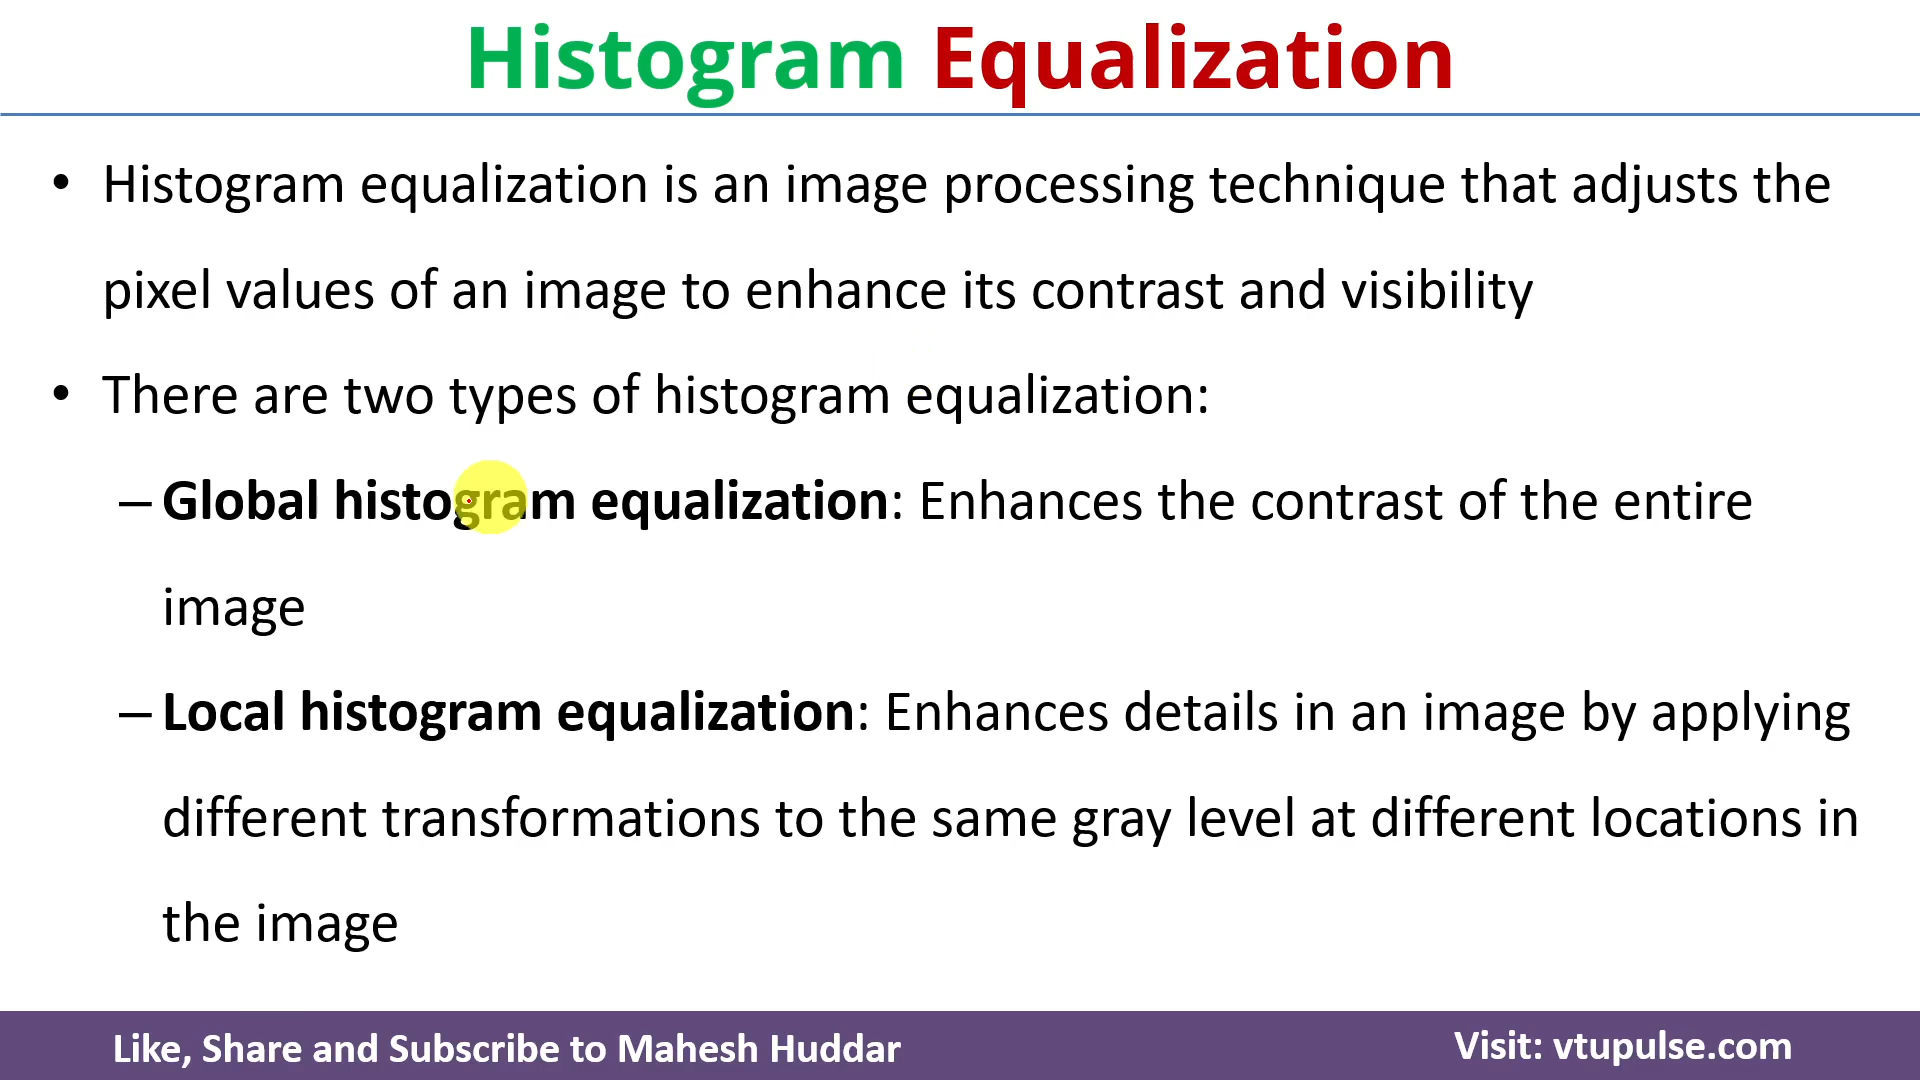 Histogram Equalization
• Histogram equalization is an image processing technique that adjusts the
pixel values of an image to enhance its contrast and visibility
• There are two types of histogram equalization:
– Global histogram equalization: Enhances the contrast of the entire
image
– Local histogram equalization: Enhances details in an image by applying
different transformations to the same gray level at different locations in
the image
Like, Share and Subscribe to Mahesh Huddar
Visit: vtupulse.com